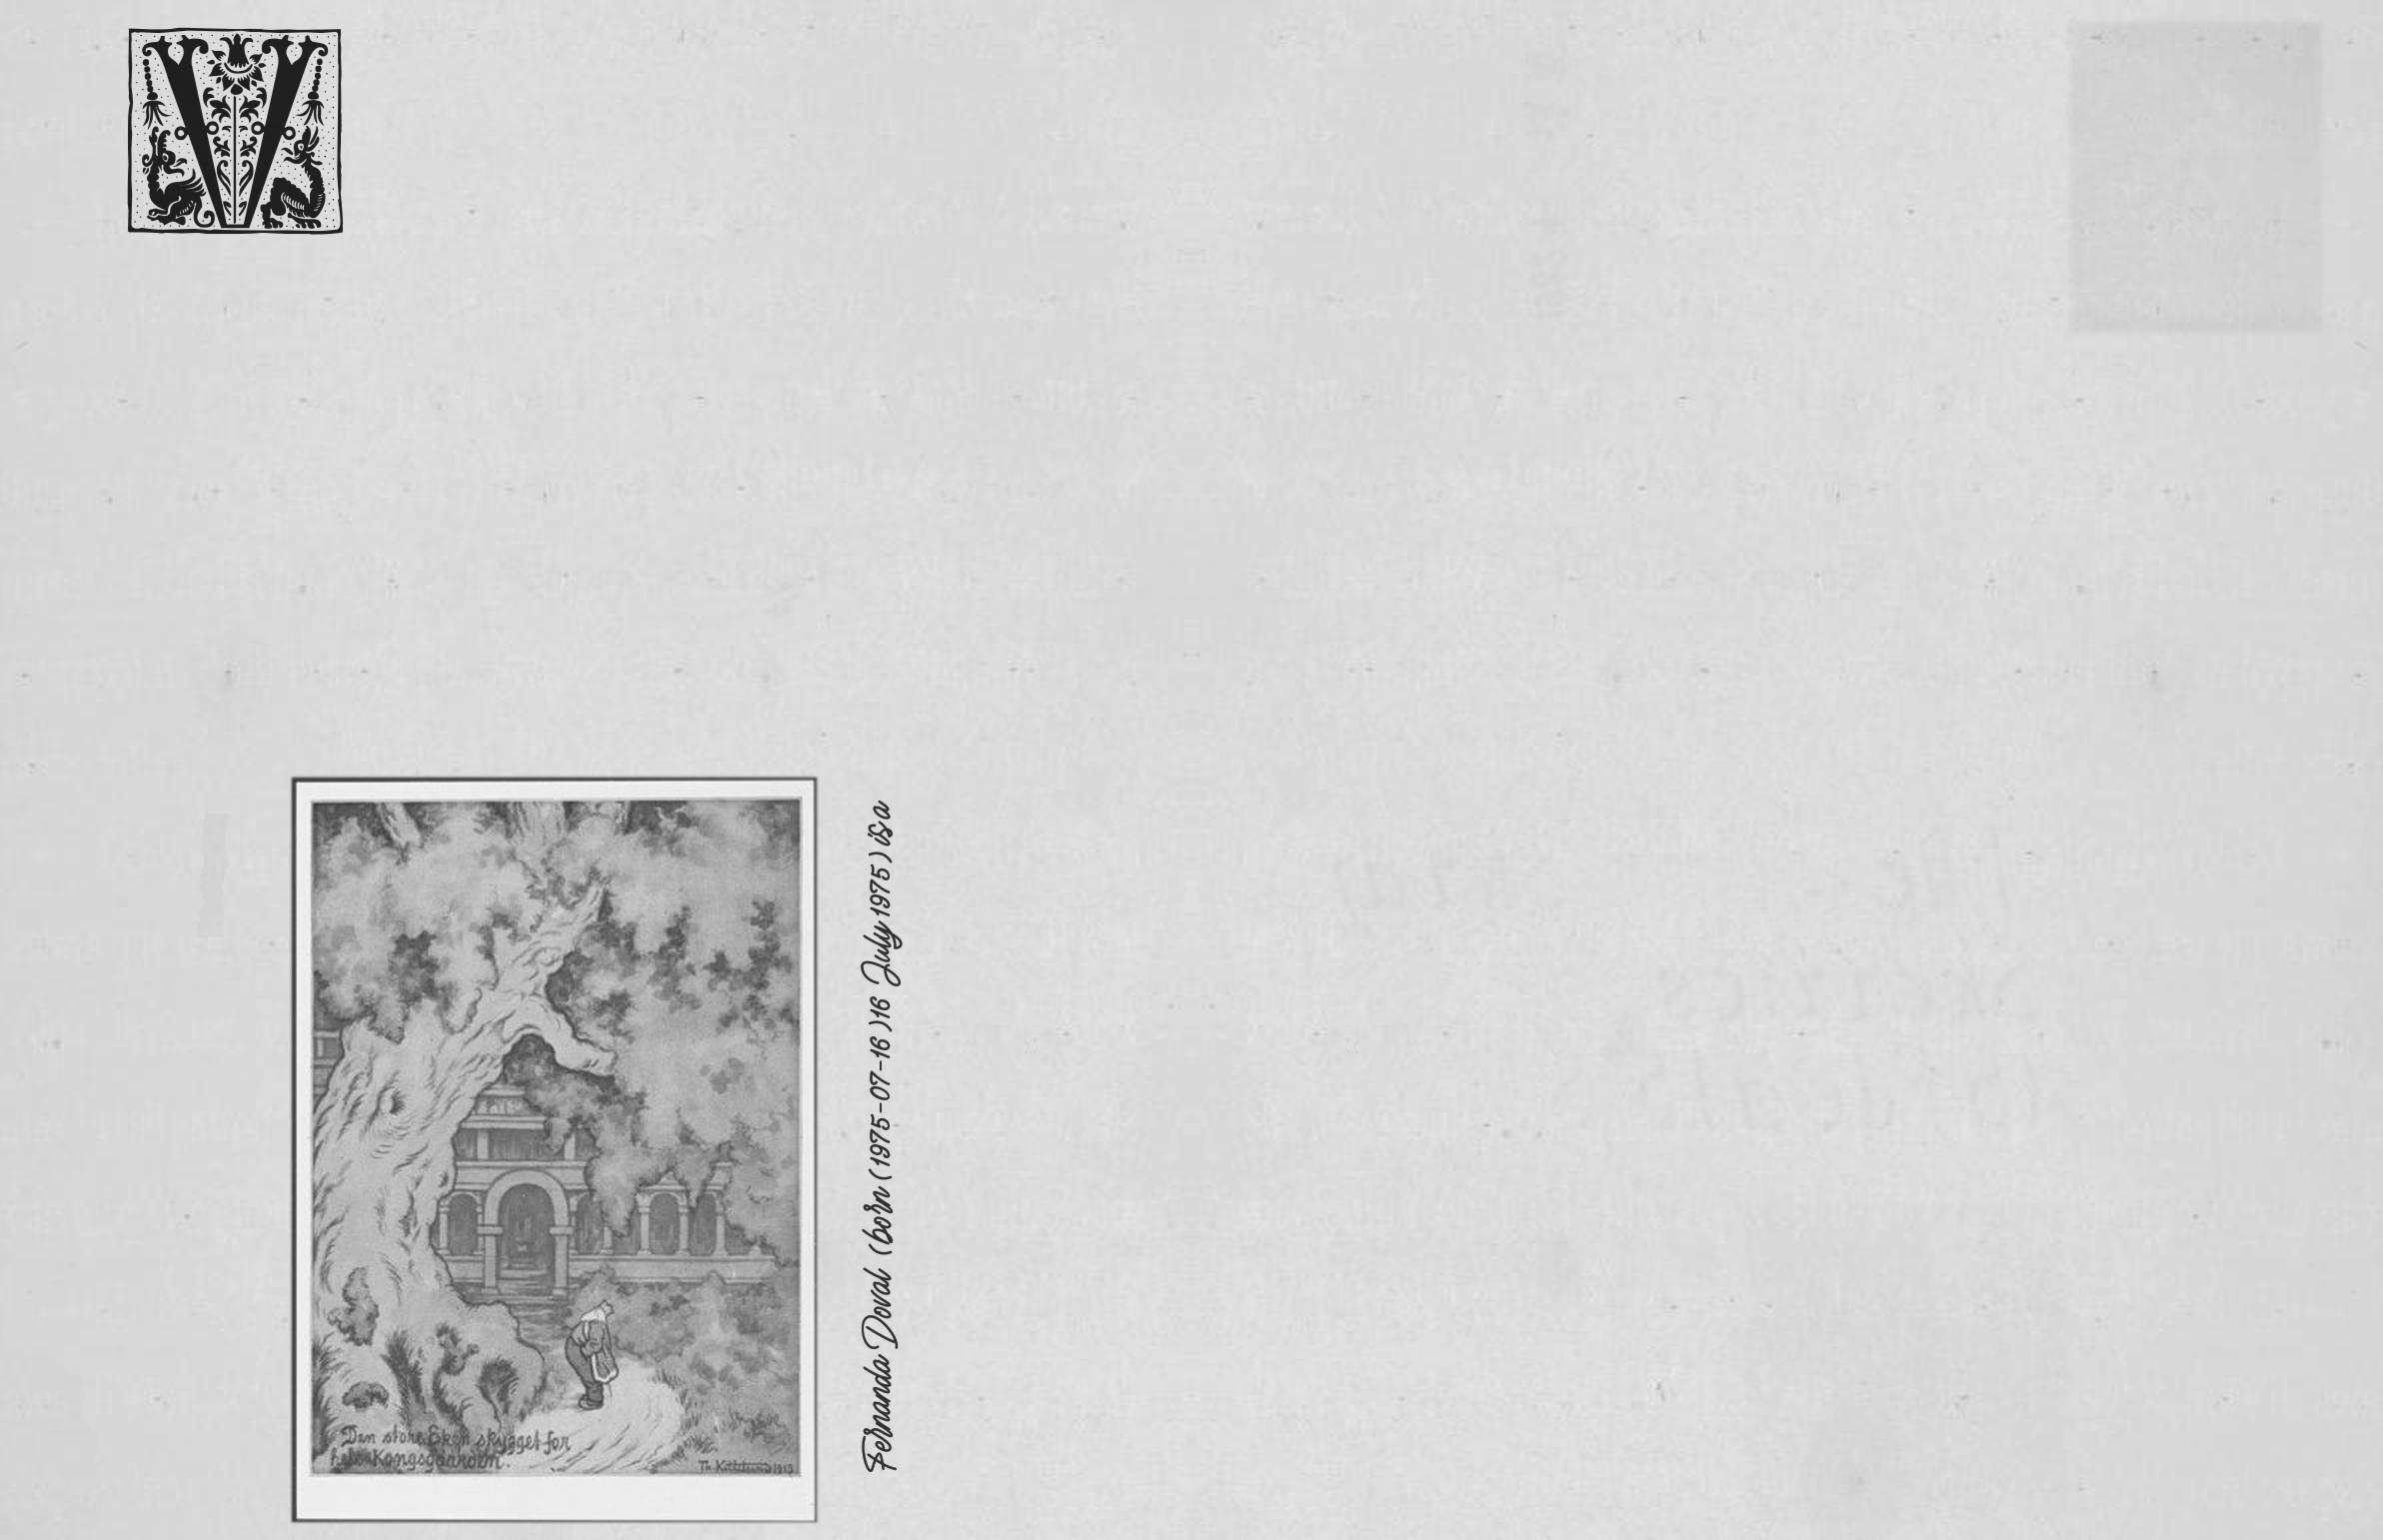 V
Den store Eken skygget for
hele Kongsgaarden.
Th. Kittelsen 1913
Fernanda Doval (born (1975-07-16)16 July 1975) is a